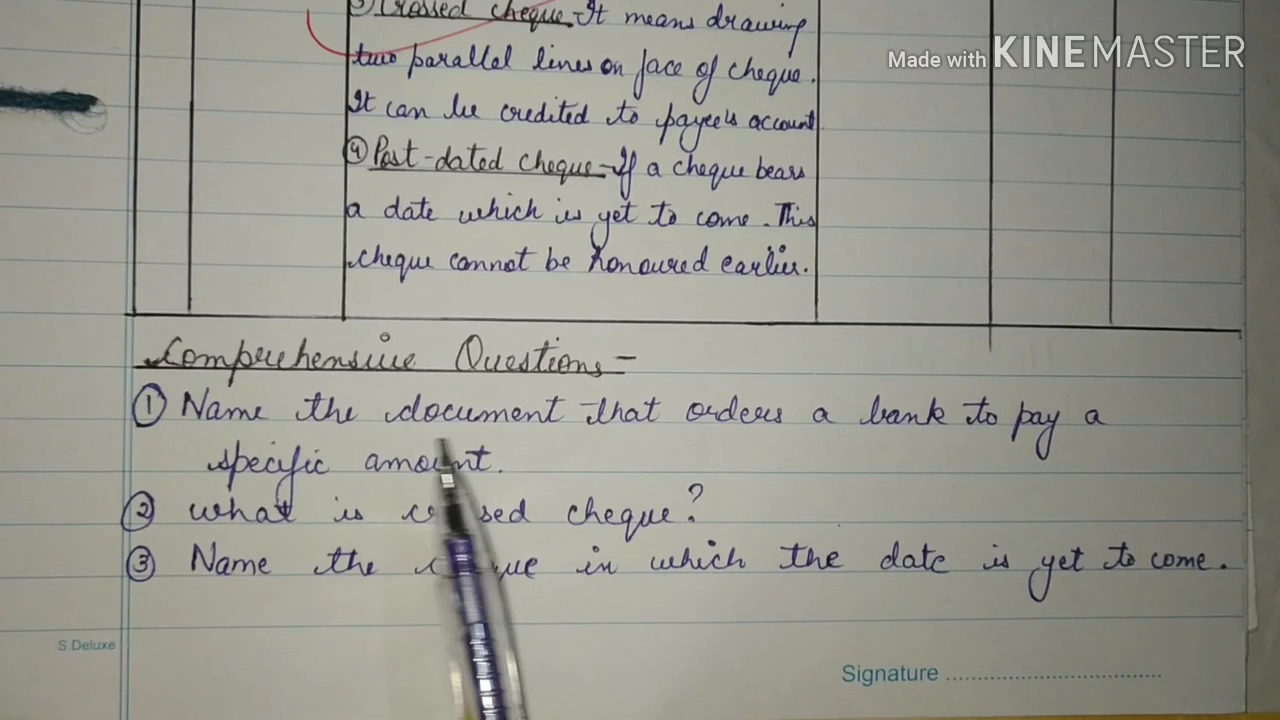 ③ Crossed cheque - It means drawing
two parallel lines on face of cheque.
It can be credited to payee's account
④ Post-dated cheque - If a cheque bears
a date which is yet to come. This
cheque cannot be honoured earlier.
Comprehensive Questions -
① Name the document that orders a bank to pay a
specific amount.
② What is crossed cheque?
③ Name the cheque in which the date is yet to come.
S.Deluxe
Signature ....................................
Made with KINEMASTER